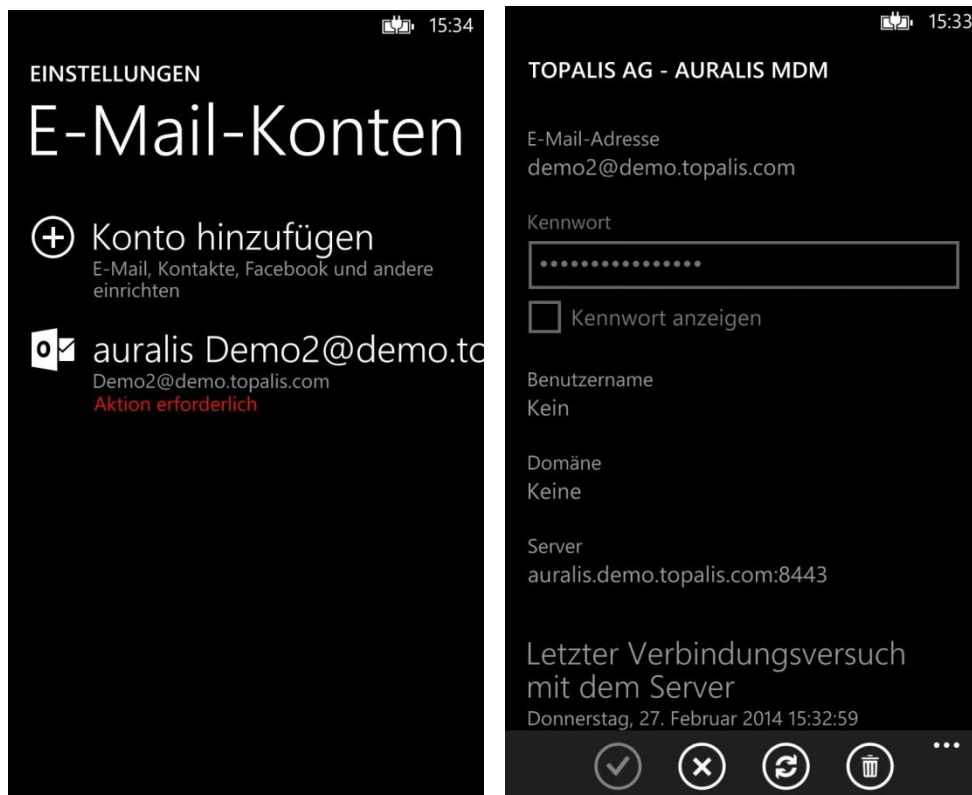 15:34
EINSTELLUNGEN
E-Mail-Konten
Konto hinzufügen
E-Mail, Kontakte, Facebook und andere
einrichten
auralis Demo2@demo.to
Demo2@demo.topalis.com
Aktion erforderlich
15:33
TOPALIS AG - AURALIS MDM
E-Mail-Adresse
demo2@demo.topalis.com
Kennwort
••••••••••••••••
Kennwort anzeigen
Benutzername
Kein
Domäne
Keine
Server
auralis.demo.topalis.com:8443
Letzter Verbindungsversuch
mit dem Server
Donnerstag, 27. Februar 2014 15:32:59